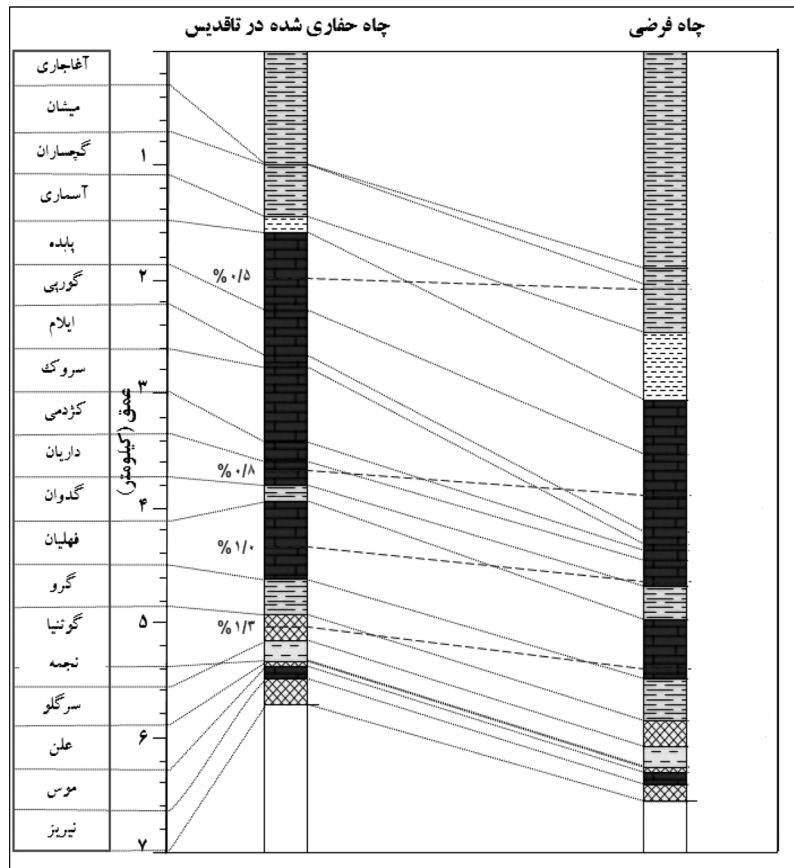 چاه حفاری شده در تاقدیس
چاه فرضی
آغاجاری
میشان
گچساران
آسماری
پابده
گورپی
ایلام
سروک
کژدمی
داریان
گدوان
فهلیان
گرو
گوتنیا
نجمه
سرگلو
علن
موس
نیریز
عمق (کیلومتر)
۱
۲
۳
۴
۵
۶
۷
% ۰/۵
% ۰/۸
% ۱/۰
% ۱/۳